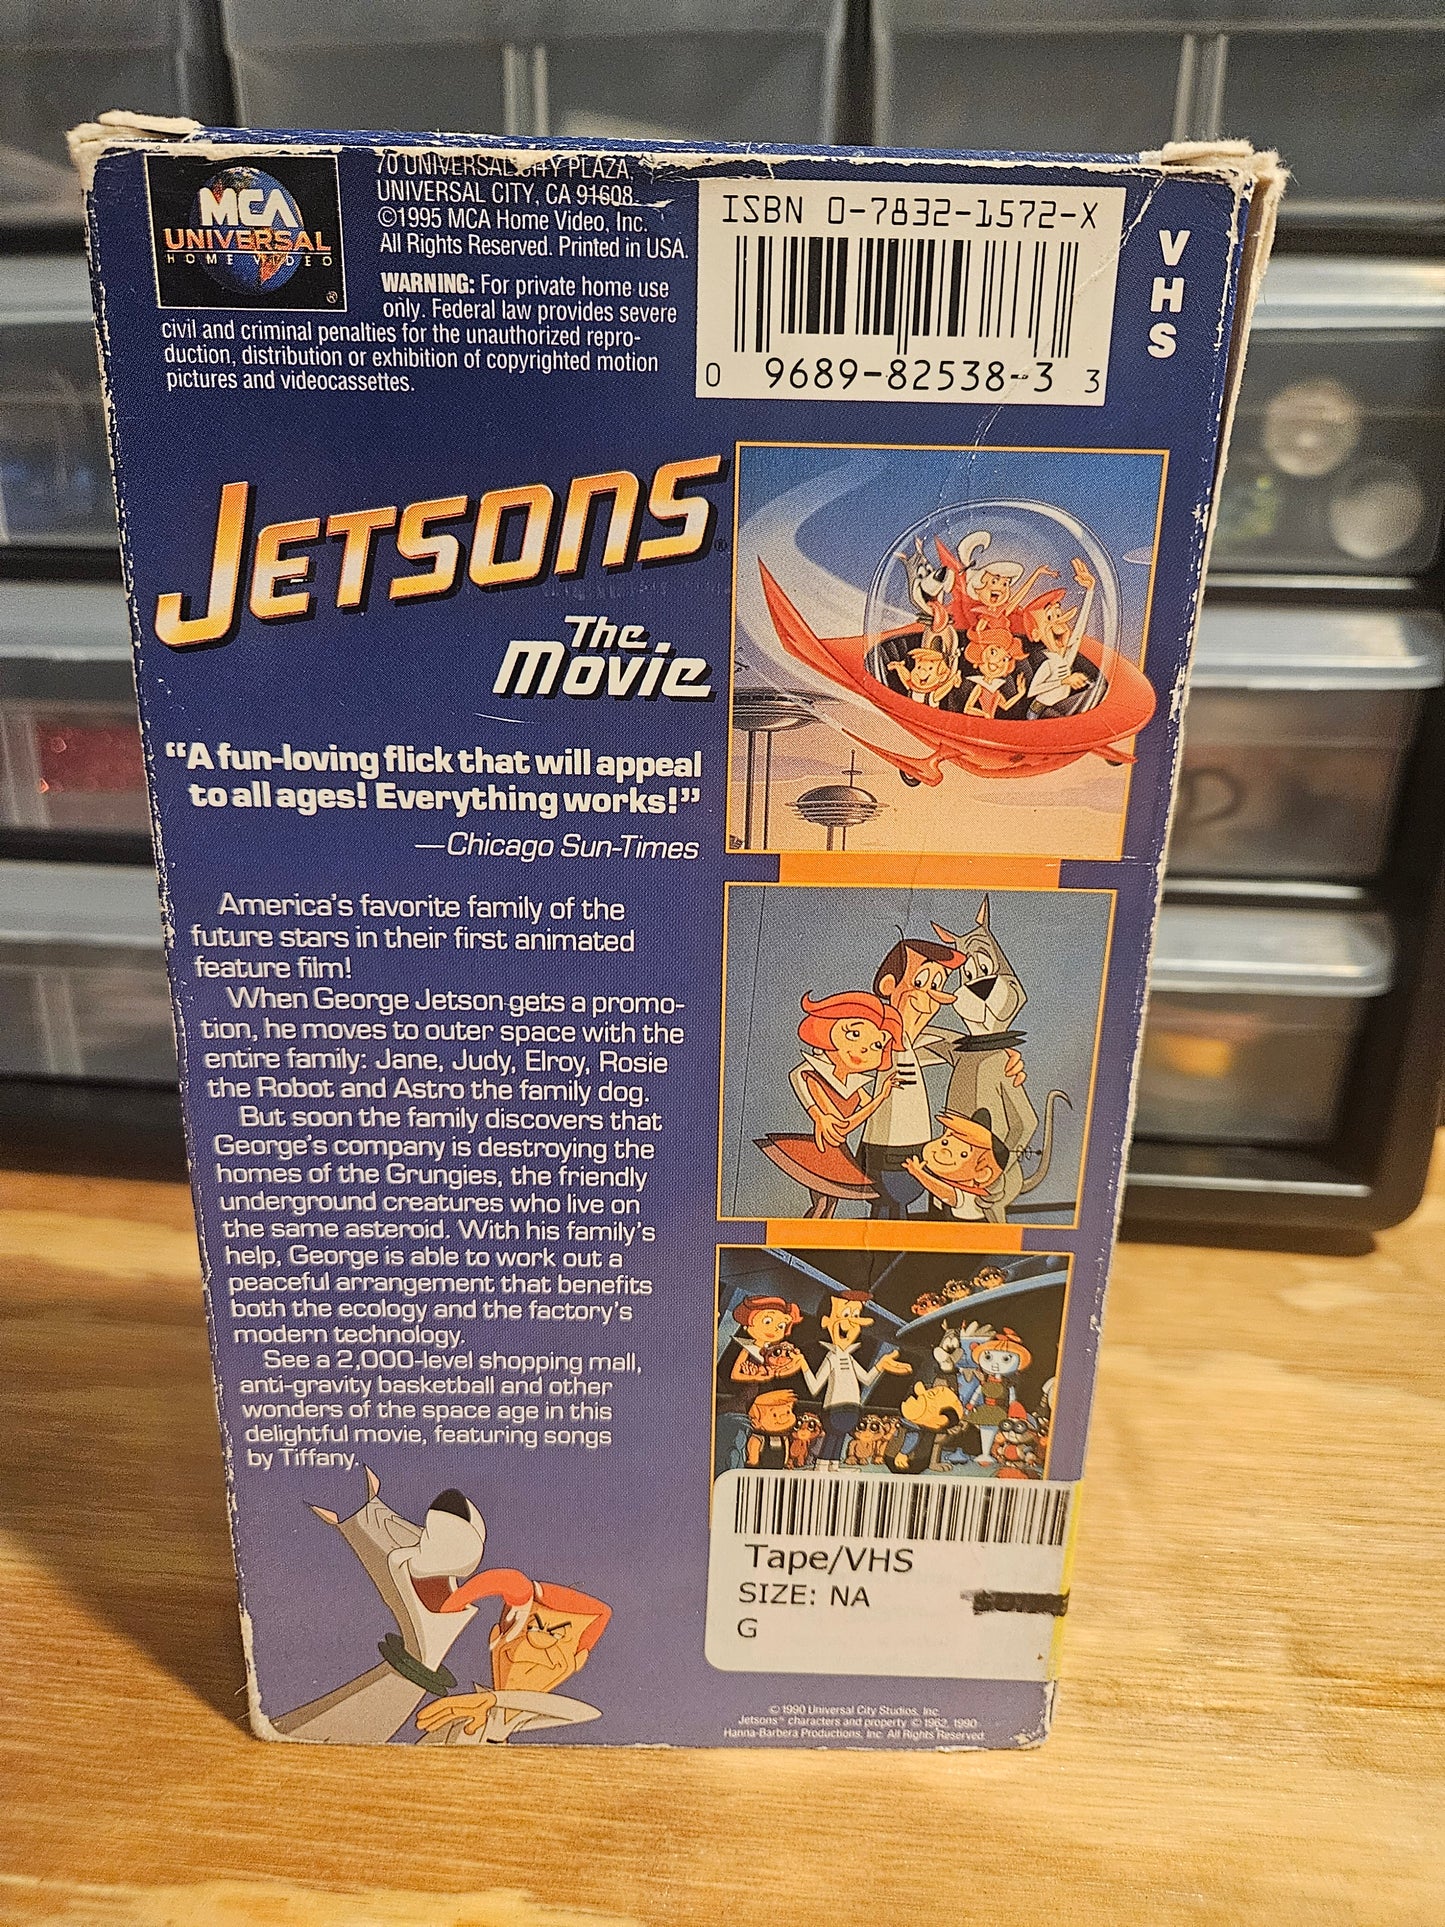 MCA
UNIVERSAL
HOME VIDEO
®
70 UNIVERSAL CITY PLAZA,
UNIVERSAL CITY, CA 91608
©1995 MCA Home Video, Inc.
All Rights Reserved. Printed in USA.
WARNING: For private home use
only. Federal law provides severe
civil and criminal penalties for the unauthorized repro-
duction, distribution or exhibition of copyrighted motion
pictures and videocassettes.
ISBN 0-7832-1572-X
0 9689-82538-3 3
VHS
JETSONS®
The
Movie
“A fun-loving flick that will appeal
to all ages! Everything works!”
—Chicago Sun-Times
America's favorite family of the
future stars in their first animated
feature film!
When George Jetson gets a promo-
tion, he moves to outer space with the
entire family: Jane, Judy, Elroy, Rosie
the Robot and Astro the family dog.
But soon the family discovers that
George's company is destroying the
homes of the Grungies, the friendly
underground creatures who live on
the same asteroid. With his family's
help, George is able to work out a
peaceful arrangement that benefits
both the ecology and the factory's
modern technology.
See a 2,000-level shopping mall,
anti-gravity basketball and other
wonders of the space age in this
delightful movie, featuring songs
by Tiffany.
Tape/VHS
SIZE: NA
G
© 1990 Universal City Studios, Inc.
Jetsons™ characters and property © 1962, 1990
Hanna-Barbera Productions, Inc. All Rights Reserved.